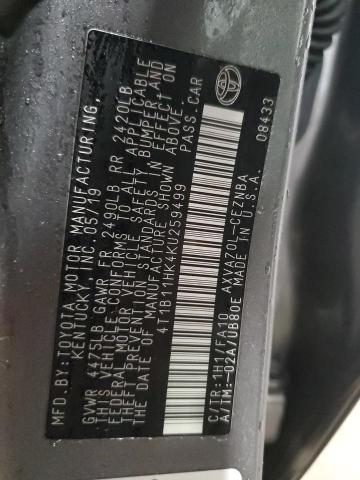 MFD. BY: TOYOTA MOTOR MANUFACTURING,
KENTUCKY, INC. 05/19
GVWR 4475LB GAWR FR 2490LB RR 2420LB
THIS VEHICLE CONFORMS TO ALL APPLICABLE
FEDERAL MOTOR VEHICLE SAFETY, BUMPER, AND
THEFT PREVENTION STANDARDS IN EFFECT ON
THE DATE OF MANUFACTURE SHOWN ABOVE.
4T1B11HK4KU259499 PASS. CAR
C/TR: 1H1/FA10 AXVA70L-CEZNBA
A/TM: -02A/UB80E MADE IN U.S.A.
08433